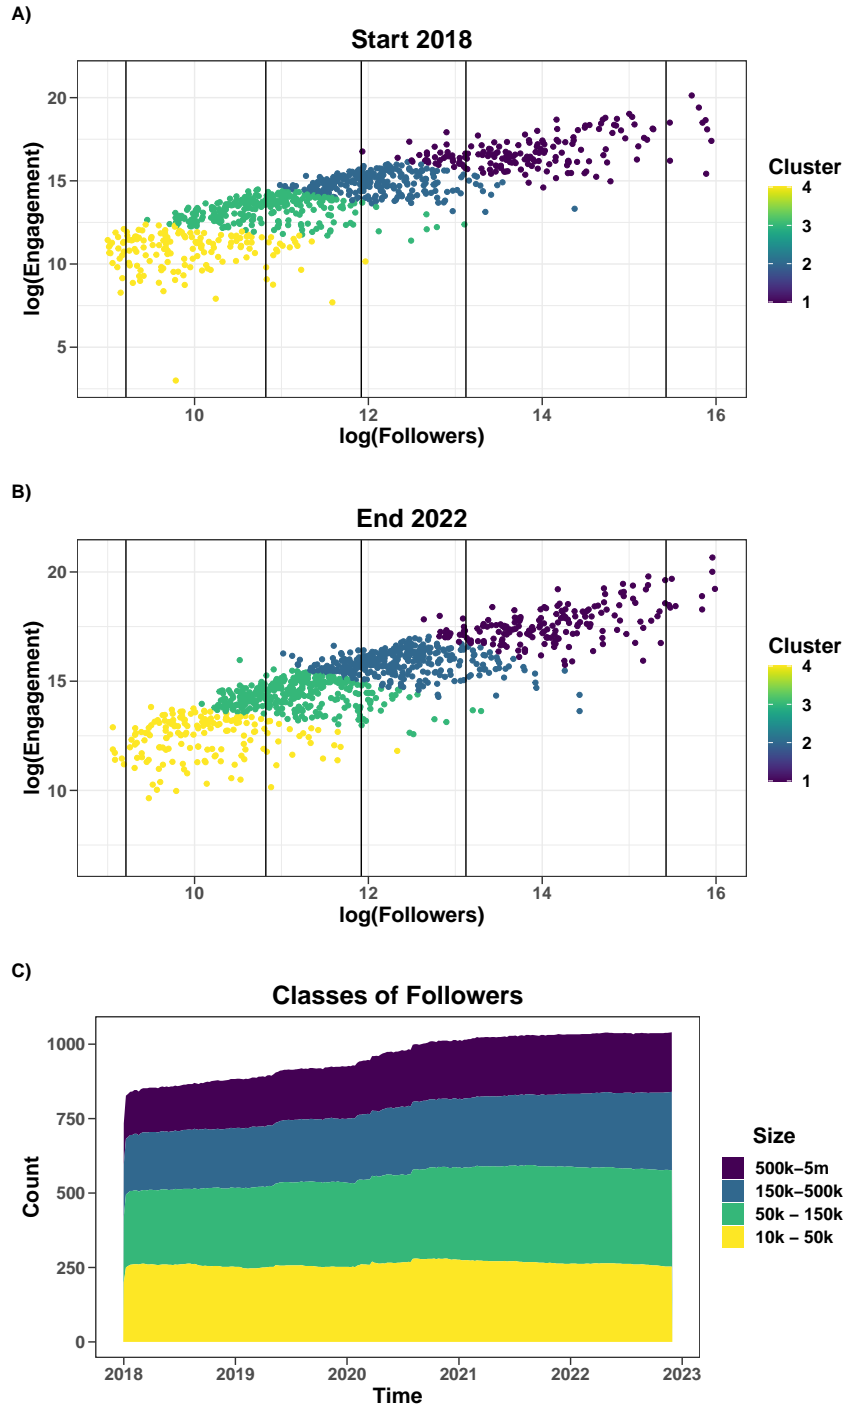 A)
Start 2018
20
15
10
5
log(Engagement)
10
12
14
16
log(Followers)
Cluster
4
3
2
1
B)
End 2022
20
15
10
log(Engagement)
10
12
14
16
log(Followers)
Cluster
4
3
2
1
C)
Classes of Followers
1000
750
500
250
0
Count
2018
2019
2020
2021
2022
2023
Time
Size
500k–5m
150k–500k
50k – 150k
10k – 50k